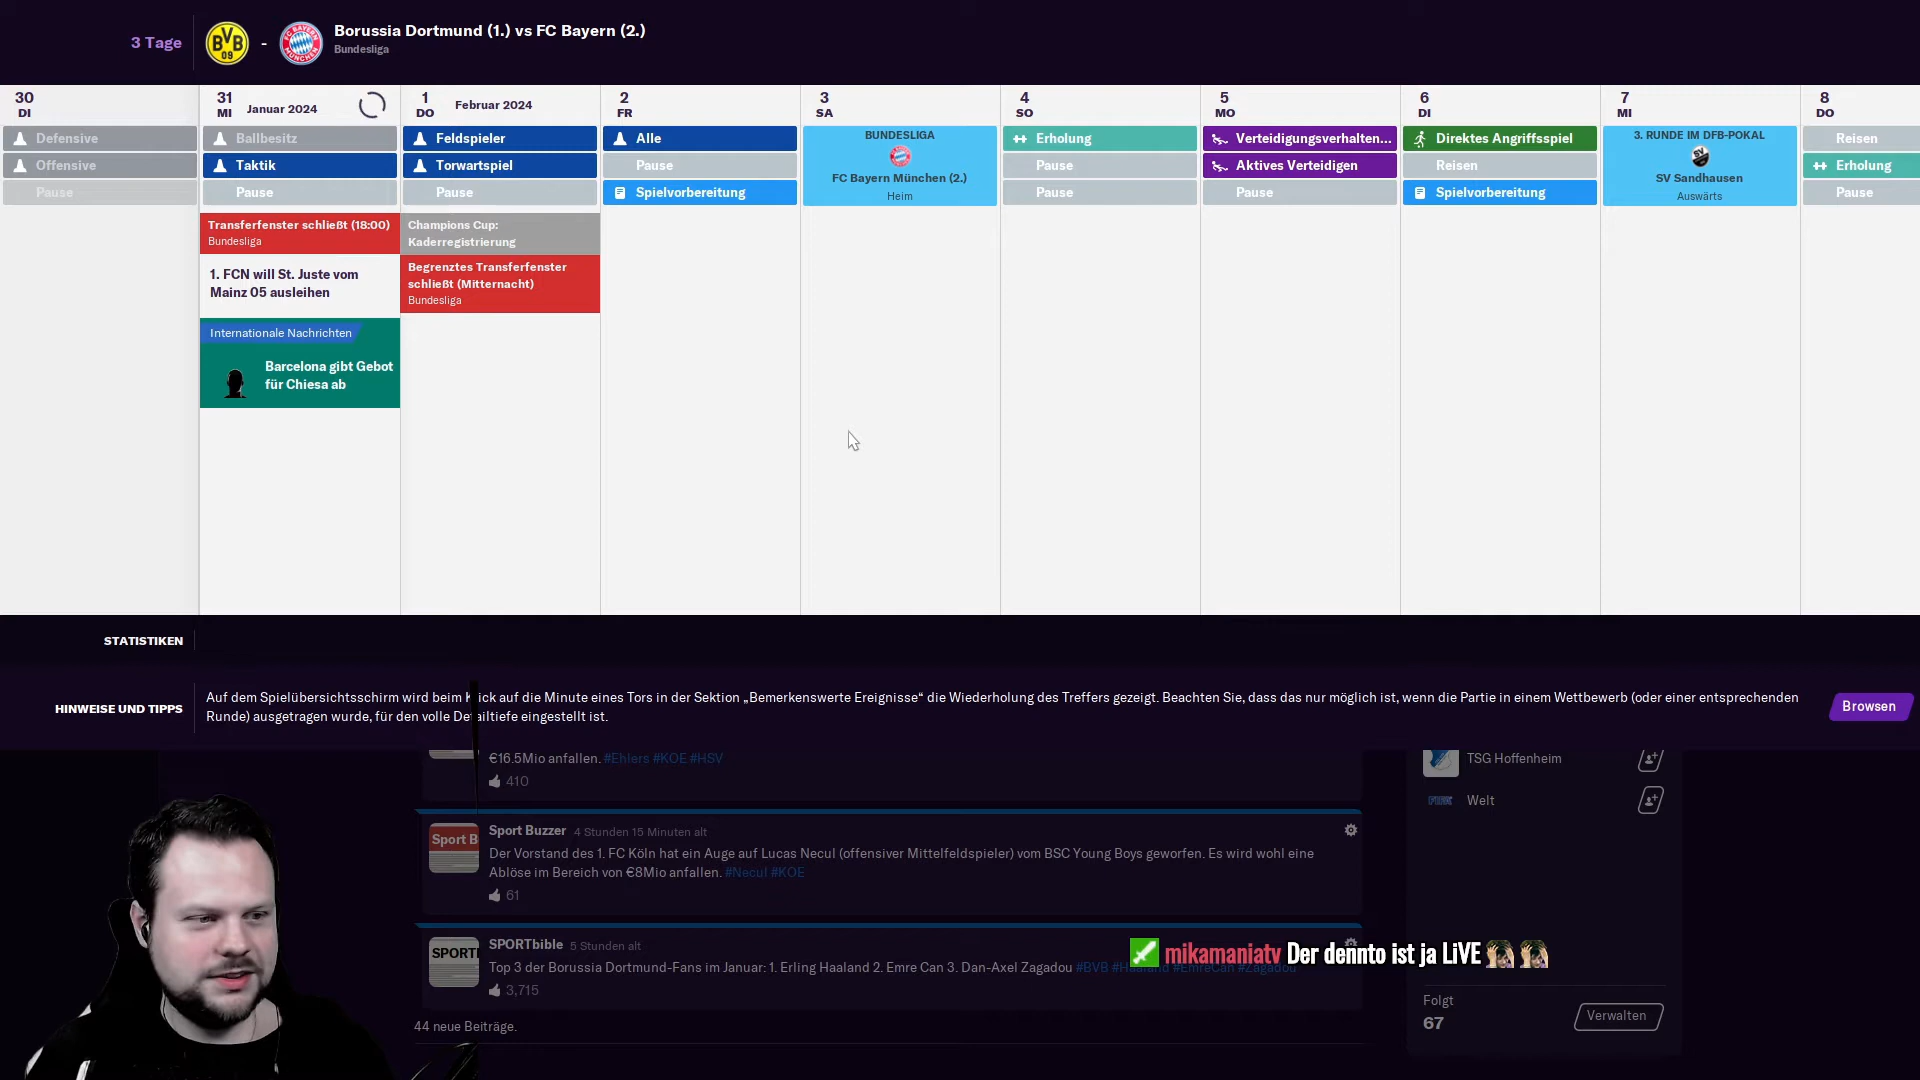 3 Tage
BVB 09
-
Borussia Dortmund (1.) vs FC Bayern (2.)
Bundesliga
30
DI
Defensive
Offensive
Pause
31
MI
Januar 2024
Ballbesitz
Taktik
Pause
Transferfenster schließt (18:00)
Bundesliga
1. FCN will St. Juste vom
Mainz 05 ausleihen
Internationale Nachrichten
Barcelona gibt Gebot
für Chiesa ab
1
DO
Februar 2024
Feldspieler
Torwartspiel
Pause
Champions Cup:
Kaderregistrierung
Begrenztes Transferfenster
schließt (Mitternacht)
Bundesliga
2
FR
Alle
Pause
Spielvorbereitung
3
SA
BUNDESLIGA
FC Bayern München (2.)
Heim
4
SO
Erholung
Pause
Pause
5
MO
Verteidigungsverhalten...
Aktives Verteidigen
Pause
6
DI
Direktes Angriffsspiel
Reisen
Spielvorbereitung
7
MI
3. RUNDE IM DFB-POKAL
SV Sandhausen
Auswärts
8
DO
Reisen
Erholung
Pause
STATISTIKEN
HINWEISE UND TIPPS
Auf dem Spielübersichtsschirm wird beim Klick auf die Minute eines Tors in der Sektion „Bemerkenswerte Ereignisse“ die Wiederholung des Treffers gezeigt. Beachten Sie, dass das nur möglich ist, wenn die Partie in einem Wettbewerb (oder einer entsprechenden
Runde) ausgetragen wurde, für den volle Detailtiefe eingestellt ist.
Browsen
€16.5Mio anfallen. #Ehlers #KOE #HSV
410
Sport B
Sport Buzzer 4 Stunden 15 Minuten alt
Der Vorstand des 1. FC Köln hat ein Auge auf Lucas Necul (offensiver Mittelfeldspieler) vom BSC Young Boys geworfen. Es wird wohl eine
Ablöse im Bereich von €8Mio anfallen. #Necul #KOE
61
SPORT
SPORTbible 5 Stunden alt
Top 3 der Borussia Dortmund-Fans im Januar: 1. Erling Haaland 2. Emre Can 3. Dan-Axel Zagadou #BVB #Haaland #EmreCan #Zagadou
3,715
44 neue Beiträge.
TSG Hoffenheim
FIFA Welt
mikamaniatv Der dennto ist ja LiVE
Folgt
67
Verwalten